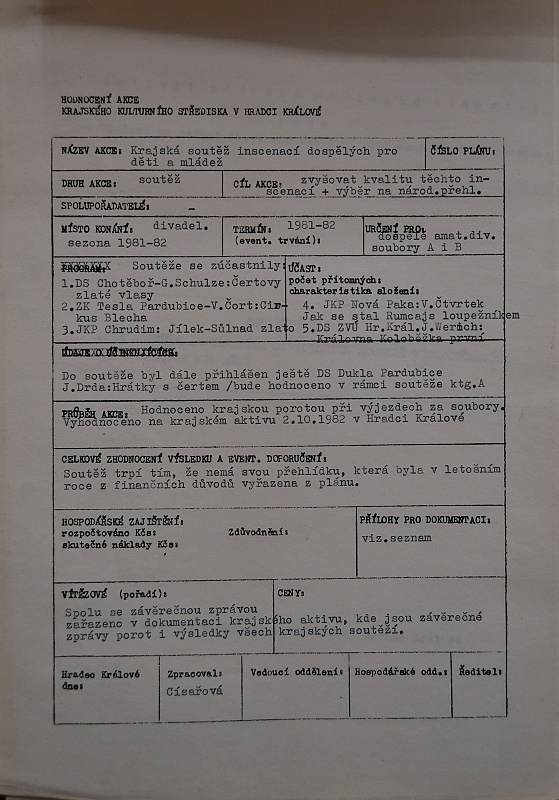 HODNOCENÍ AKCE
KRAJSKÉHO KULTURNÍHO STŘEDISKA V HRADCI KRÁLOVÉ
NÁZEV AKCE: Krajská soutěž inscenací dospělých pro
děti a mládež
ČÍSLO PLÁNU:
DRUH AKCE: soutěž
CÍL AKCE: zvyšovat kvalitu těchto in-
scenací + výběr na národ.přehl.
SPOLUPOŘADATELÉ: -
MÍSTO KONÁNÍ: divadel.
sezona 1981-82
TERMÍN: 1981-82
(event. trvání):
URČENÍ PRO:
dospělé amat.div.
soubory A i B
PROGRAM: Soutěže se zúčastnily:
1.DS Chotěboř-G.Schulze:Čertovy
zlaté vlasy
2.ZK Tesla Pardubice-V.Čort:Cir-
kus Blecha
3.JKP Chrudim: Jílek-Sůlnad zlato
ÚČAST:
počet přítomných:
charakteristika složení:
4. JKP Nová Paka:V.Čtvrtek
Jak se stal Rumcajs loupežníkem
5.DS ZVÚ Hr.Král.J.Werich:
Královna Koloběžka první
ÚDAJE O ÚČINKUJÍCÍCH:
Do soutěže byl dále přihlášen ještě DS Dukla Pardubice
J.Drda:Hrátky s čertem /bude hodnoceno v rámci soutěže ktg.A
PRŮBĚH AKCE: Hodnoceno krajskou porotou při výjezdech za soubory.
Vyhodnoceno na krajském aktivu 2.10.1982 v Hradci Králové
CELKOVÉ ZHODNOCENÍ VÝSLEDKU A EVENT. DOPORUČENÍ:
Soutěž trpí tím, že nemá svou přehlídku, která byla v letošním
roce z finančních důvodů vyřazena z plánu.
HOSPODÁŘSKÉ ZAJIŠTĚNÍ:
rozpočtováno Kčs: Zdůvodnění:
skutečné náklady Kčs:
PŘÍLOHY PRO DOKUMENTACI:
viz.seznam
VÍTĚZOVÉ (pořadí): CENY:
Spolu se závěrečnou zprávou
zařazeno v dokumentaci krajského aktivu, kde jsou závěrečné
zprávy porot i výsledky všech krajských soutěží.
Hradec Králové
dne:
Zpracoval:
Císařová
Vedoucí oddělení:
Hospodářské odd.:
Ředitel: